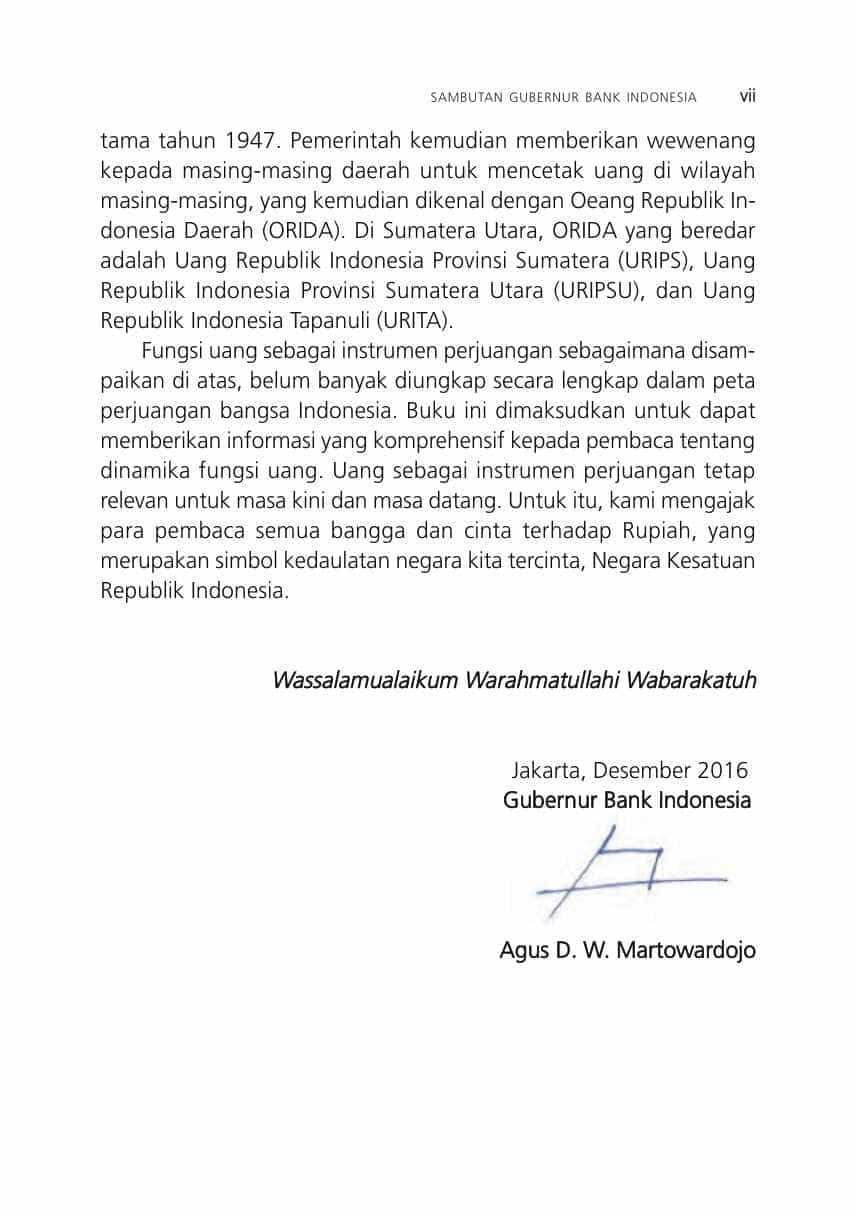 SAMBUTAN GUBERNUR BANK INDONESIA vii
tama tahun 1947. Pemerintah kemudian memberikan wewenang
kepada masing-masing daerah untuk mencetak uang di wilayah
masing-masing, yang kemudian dikenal dengan Oeang Republik In-
donesia Daerah (ORIDA). Di Sumatera Utara, ORIDA yang beredar
adalah Uang Republik Indonesia Provinsi Sumatera (URIPS), Uang
Republik Indonesia Provinsi Sumatera Utara (URIPSU), dan Uang
Republik Indonesia Tapanuli (URITA).
Fungsi uang sebagai instrumen perjuangan sebagaimana disam-
paikan di atas, belum banyak diungkap secara lengkap dalam peta
perjuangan bangsa Indonesia. Buku ini dimaksudkan untuk dapat
memberikan informasi yang komprehensif kepada pembaca tentang
dinamika fungsi uang. Uang sebagai instrumen perjuangan tetap
relevan untuk masa kini dan masa datang. Untuk itu, kami mengajak
para pembaca semua bangga dan cinta terhadap Rupiah, yang
merupakan simbol kedaulatan negara kita tercinta, Negara Kesatuan
Republik Indonesia.
Wassalamualaikum Warahmatullahi Wabarakatuh
Jakarta, Desember 2016
Gubernur Bank Indonesia
Agus D. W. Martowardojo